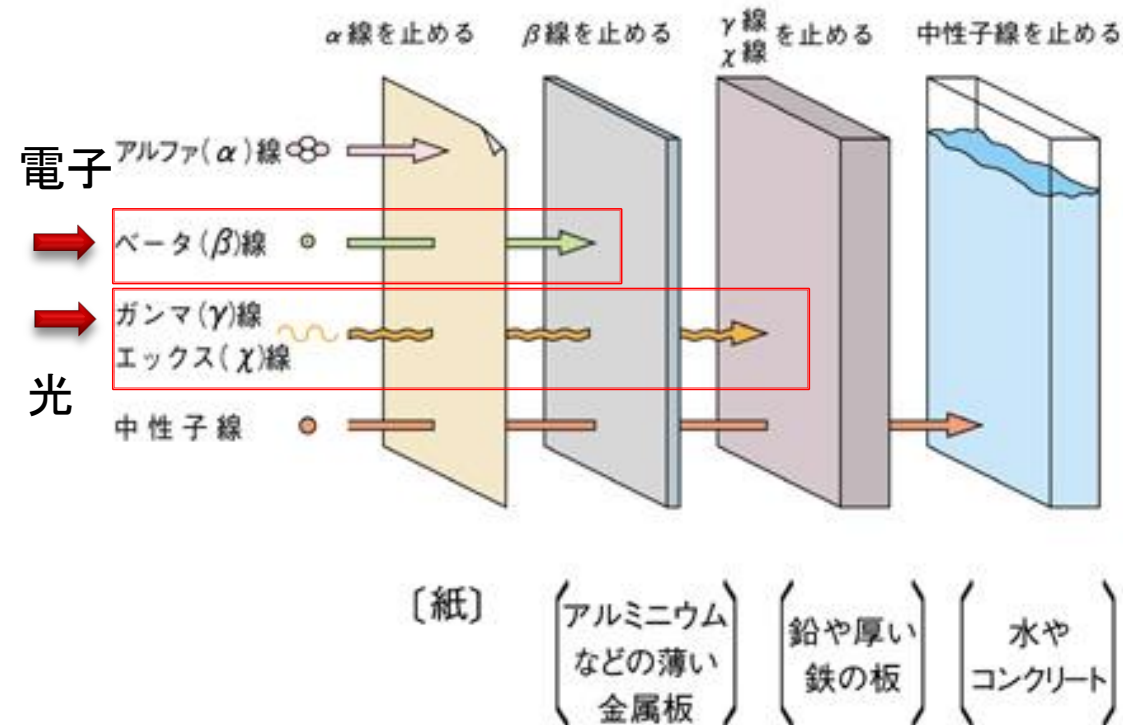 α線を止める
β線を止める
γ線
χ線
を止める
中性子線を止める
電子
アルファ(α)線
ベータ(β)線
ガンマ(γ)線
エックス(χ)線
光
中性子線
〔紙〕
アルミニウム
などの薄い
金属板
鉛や厚い
鉄の板
水や
コンクリート